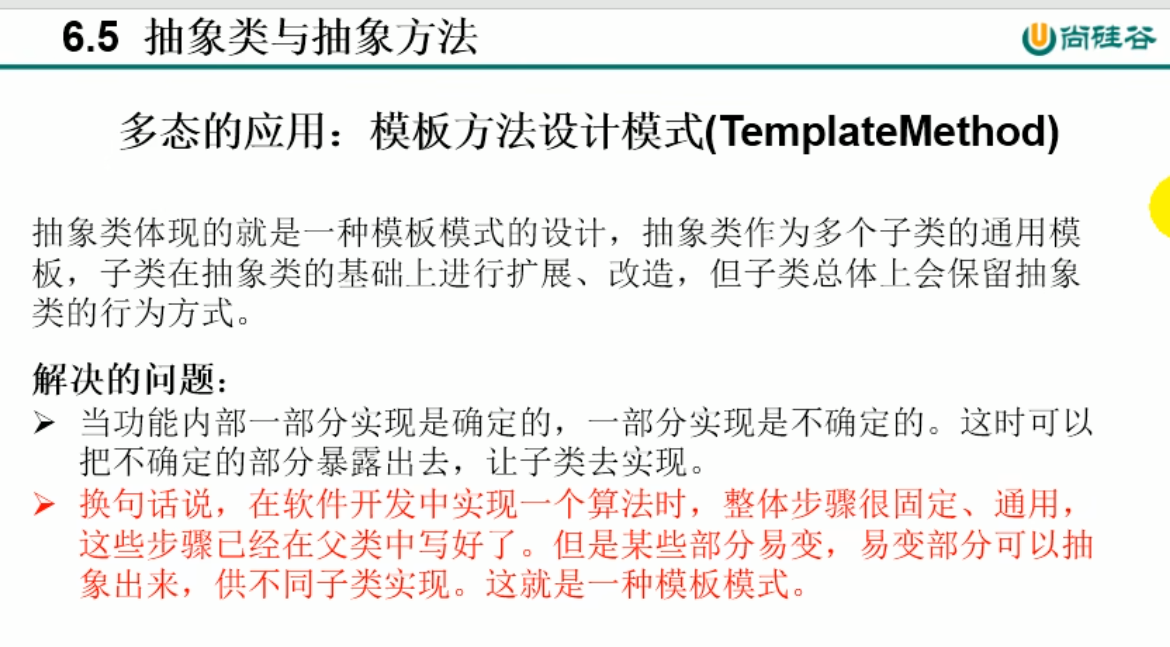 6.5 抽象类与抽象方法
尚硅谷
多态的应用：模板方法设计模式(TemplateMethod)
抽象类体现的就是一种模板模式的设计，抽象类作为多个子类的通用模
板，子类在抽象类的基础上进行扩展、改造，但子类总体上会保留抽象
类的行为方式。
解决的问题：
➢ 当功能内部一部分实现是确定的，一部分实现是不确定的。这时可以
把不确定的部分暴露出去，让子类去实现。
➢ 换句话说，在软件开发中实现一个算法时，整体步骤很固定、通用，
这些步骤已经在父类中写好了。但是某些部分易变，易变部分可以抽
象出来，供不同子类实现。这就是一种模板模式。